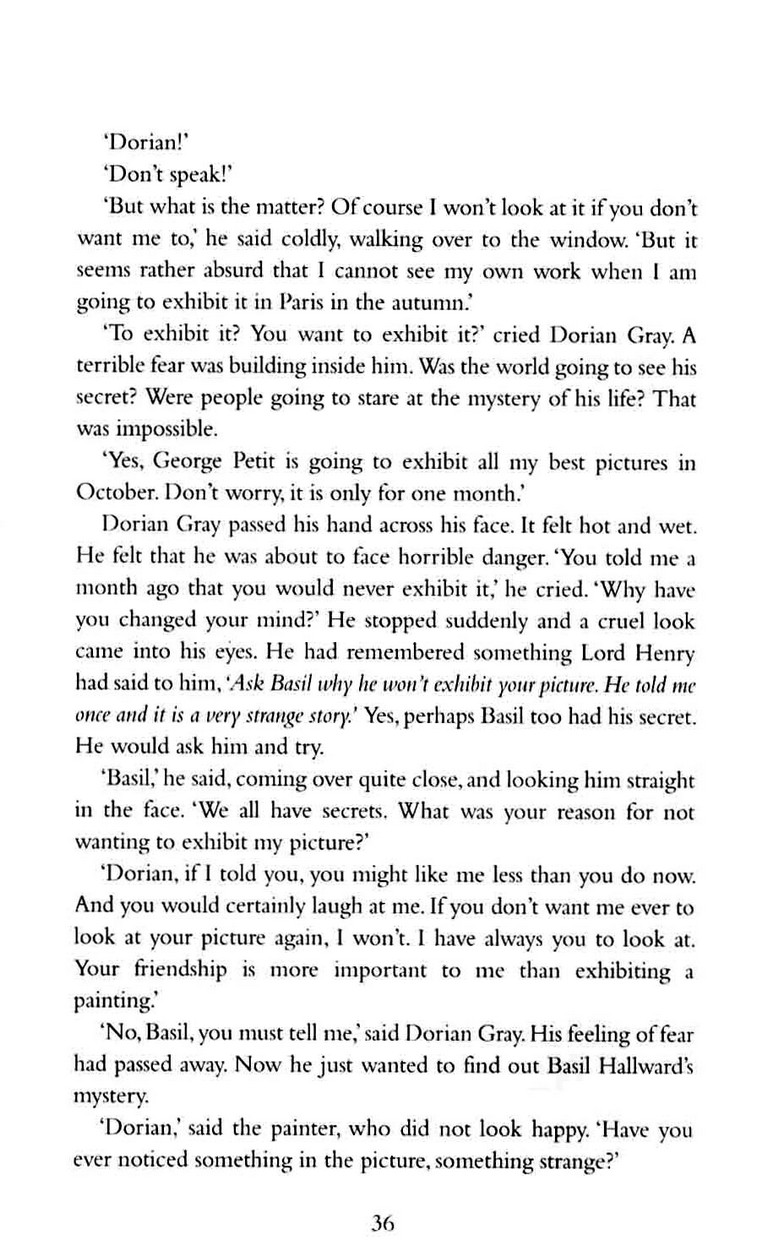 ‘Dorian!’
‘Don’t speak!’
‘But what is the matter? Of course I won’t look at it if you don’t
want me to,’ he said coldly, walking over to the window. ‘But it
seems rather absurd that I cannot see my own work when I am
going to exhibit it in Paris in the autumn.’
‘To exhibit it? You want to exhibit it?’ cried Dorian Gray. A
terrible fear was building inside him. Was the world going to see his
secret? Were people going to stare at the mystery of his life? That
was impossible.
‘Yes, George Petit is going to exhibit all my best pictures in
October. Don’t worry, it is only for one month.’
Dorian Gray passed his hand across his face. It felt hot and wet.
He felt that he was about to face horrible danger. ‘You told me a
month ago that you would never exhibit it,’ he cried. ‘Why have
you changed your mind?’ He stopped suddenly and a cruel look
came into his eyes. He had remembered something Lord Henry
had said to him, ‘Ask Basil why he won’t exhibit your picture. He told me
once and it is a very strange story.’ Yes, perhaps Basil too had his secret.
He would ask him and try.
‘Basil,’ he said, coming over quite close, and looking him straight
in the face. ‘We all have secrets. What was your reason for not
wanting to exhibit my picture?’
‘Dorian, if I told you, you might like me less than you do now.
And you would certainly laugh at me. If you don’t want me ever to
look at your picture again, I won’t. I have always you to look at.
Your friendship is more important to me than exhibiting a
painting.’
‘No, Basil, you must tell me,’ said Dorian Gray. His feeling of fear
had passed away. Now he just wanted to find out Basil Hallward’s
mystery.
‘Dorian,’ said the painter, who did not look happy. ‘Have you
ever noticed something in the picture, something strange?’
36